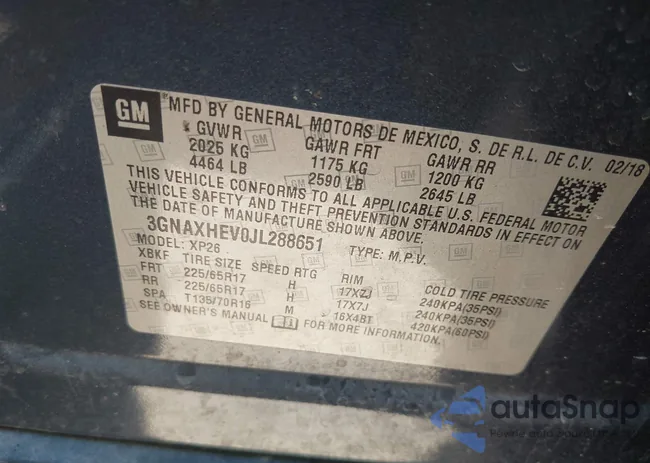 GM
MFD BY GENERAL MOTORS DE MEXICO, S. DE R.L. DE C.V. 02/18
GVWR GAWR FRT GAWR RR
2025 KG 1175 KG 1200 KG
4464 LB 2590 LB 2645 LB
THIS VEHICLE CONFORMS TO ALL APPLICABLE U.S. FEDERAL MOTOR
VEHICLE SAFETY AND THEFT PREVENTION STANDARDS IN EFFECT ON
THE DATE OF MANUFACTURE SHOWN ABOVE.
3GNAXHEV0JL288651 TYPE: M.P.V.
MODEL: XP26
XBKF TIRE SIZE SPEED RTG RIM COLD TIRE PRESSURE
FRT 225/65R17 H 17X7J 240KPA(35PSI)
RR 225/65R17 H 17X7J 240KPA(35PSI)
SPA T135/70R16 M 16X4BT 420KPA(60PSI)
SEE OWNER'S MANUAL FOR MORE INFORMATION.
autoSnap